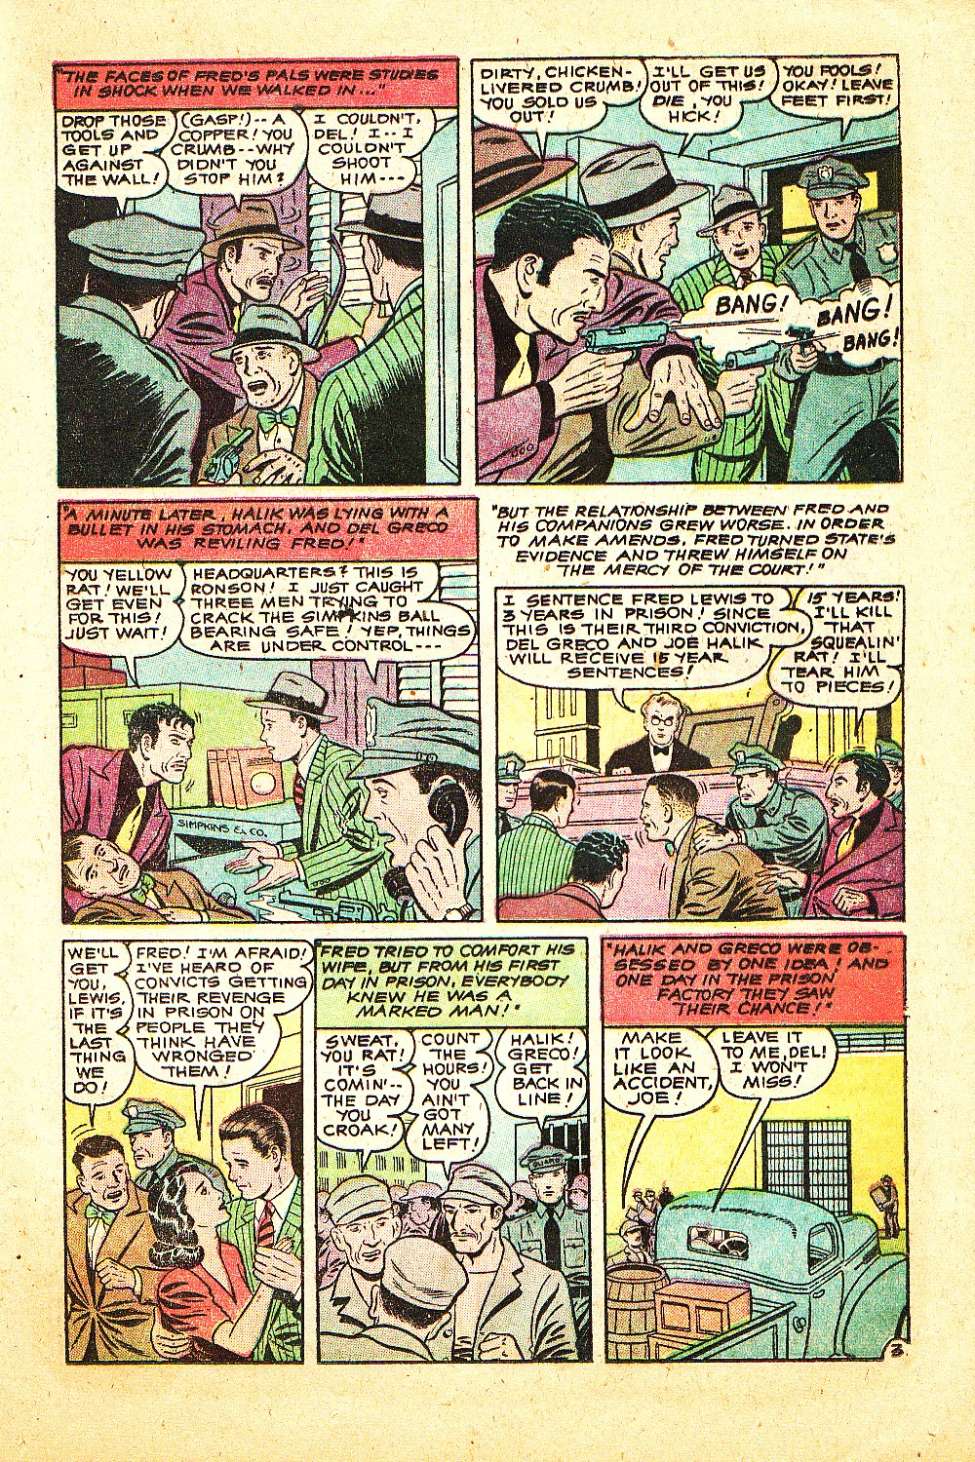 "THE FACES OF FRED'S PALS WERE STUDIES
IN SHOCK WHEN WE WALKED IN..."
DROP THOSE
TOOLS AND
GET UP
AGAINST
THE WALL!
(GASP!)-- A
COPPER! YOU
CRUMB--WHY
DIDN'T YOU
STOP HIM?
I COULDN'T,
DEL! I--I
COULDN'T
SHOOT
HIM---
DIRTY, CHICKEN-
LIVERED CRUMB!
YOU SOLD US
OUT!
I'LL GET US
OUT OF THIS!
DIE, YOU
HICK!
YOU FOOLS!
OKAY! LEAVE
FEET FIRST!
BANG!
BANG!
BANG!
"A MINUTE LATER, HALIK WAS LYING WITH A
BULLET IN HIS STOMACH, AND DEL GRECO
WAS REVILING FRED!"
YOU YELLOW
RAT! WE'LL
GET EVEN
FOR THIS!
JUST WAIT!
HEADQUARTERS? THIS IS
RONSON! I JUST CAUGHT
THREE MEN TRYING TO
CRACK THE SIMPKINS BALL
BEARING SAFE! YEP, THINGS
ARE UNDER CONTROL---
SIMPKINS & CO.
"BUT THE RELATIONSHIP BETWEEN FRED AND
HIS COMPANIONS GREW WORSE. IN ORDER
TO MAKE AMENDS, FRED TURNED STATE'S
EVIDENCE AND THREW HIMSELF ON
THE MERCY OF THE COURT!"
I SENTENCE FRED LEWIS TO
3 YEARS IN PRISON! SINCE
THIS IS THEIR THIRD CONVICTION,
DEL GRECO AND JOE HALIK
WILL RECEIVE 15 YEAR
SENTENCES!
15 YEARS!
I'LL KILL
THAT
SQUEALIN'
RAT! I'LL
TEAR HIM
TO PIECES!
WE'LL
GET
YOU,
LEWIS,
IF IT'S
THE
LAST
THING
WE
DO!
FRED! I'M AFRAID!
I'VE HEARD OF
CONVICTS GETTING
THEIR REVENGE
IN PRISON ON
PEOPLE THEY
THINK HAVE
WRONGED
THEM!
"FRED TRIED TO COMFORT HIS
WIFE, BUT FROM HIS FIRST
DAY IN PRISON, EVERYBODY
KNEW HE WAS A
MARKED MAN!"
SWEAT,
YOU RAT!
IT'S
COMIN'--
THE DAY
YOU
CROAK!
COUNT
THE
HOURS!
YOU
AIN'T
GOT
MANY
LEFT!
HALIK!
GRECO!
GET
BACK IN
LINE!
GUARD
"HALIK AND GRECO WERE OB-
SESSED BY ONE IDEA! AND
ONE DAY IN THE PRISON
FACTORY THEY SAW
THEIR CHANCE!"
MAKE
IT LOOK
LIKE AN
ACCIDENT,
JOE!
LEAVE IT
TO ME, DEL!
I WON'T
MISS!
3